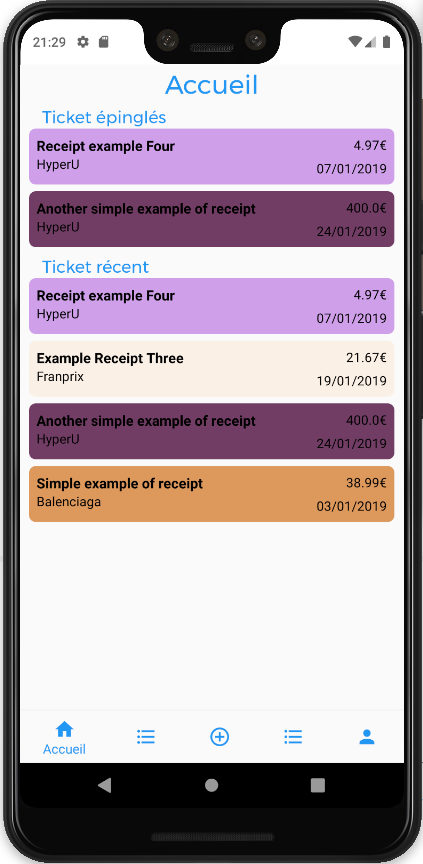 21:29
Accueil
Ticket épinglés
Receipt example Four 4.97€
HyperU 07/01/2019
Another simple example of receipt 400.0€
HyperU 24/01/2019
Ticket récent
Receipt example Four 4.97€
HyperU 07/01/2019
Example Receipt Three 21.67€
Franprix 19/01/2019
Another simple example of receipt 400.0€
HyperU 24/01/2019
Simple example of receipt 38.99€
Balenciaga 03/01/2019
Accueil